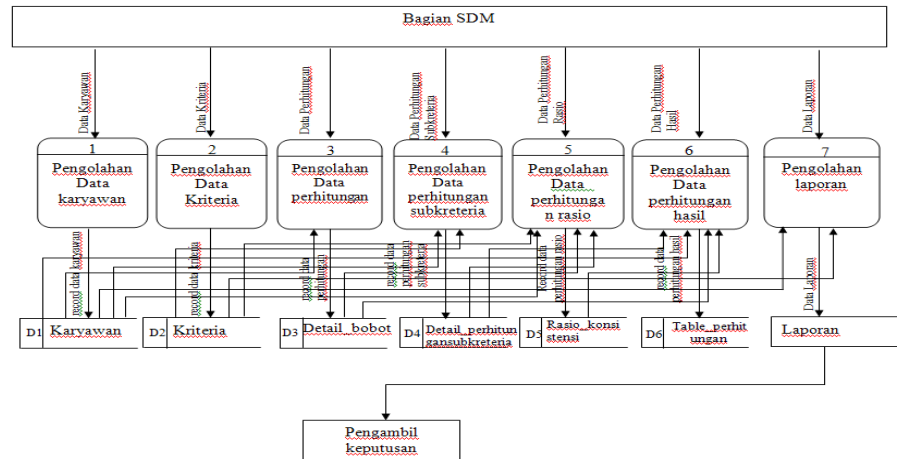 Bagian SDM
Data Karyawan
Data Kriteria
Data Perhitungan
Data Perhitungan
Subkreteria
Data Perhitungan
Rasio
Data Perhitungan
Hasil
Data Laporan
1
Pengolahan
Data
karyawan
2
Pengolahan
Data
Kriteria
3
Pengolahan
Data
perhitungan
4
Pengolahan
Data
perhitungan
subkreteria
5
Pengolahan
Data
perhitunga
n rasio
6
Pengolahan
Data
perhitungan
hasil
7
Pengolahan
laporan
record data karyawan
record data kriteria
record data
perhitungan
record data
perhitungan
subkreteria
Record data
perhitungan rasio
record data
perhitungan hasil
Data Laporan
D1 Karyawan
D2 Kriteria
D3 Detail_bobot
D4 Detail_perhitun
gansubkreteria
D5 Rasio_konsi
stensi
D6 Table_perhit
ungan
Laporan
Pengambil
keputusan